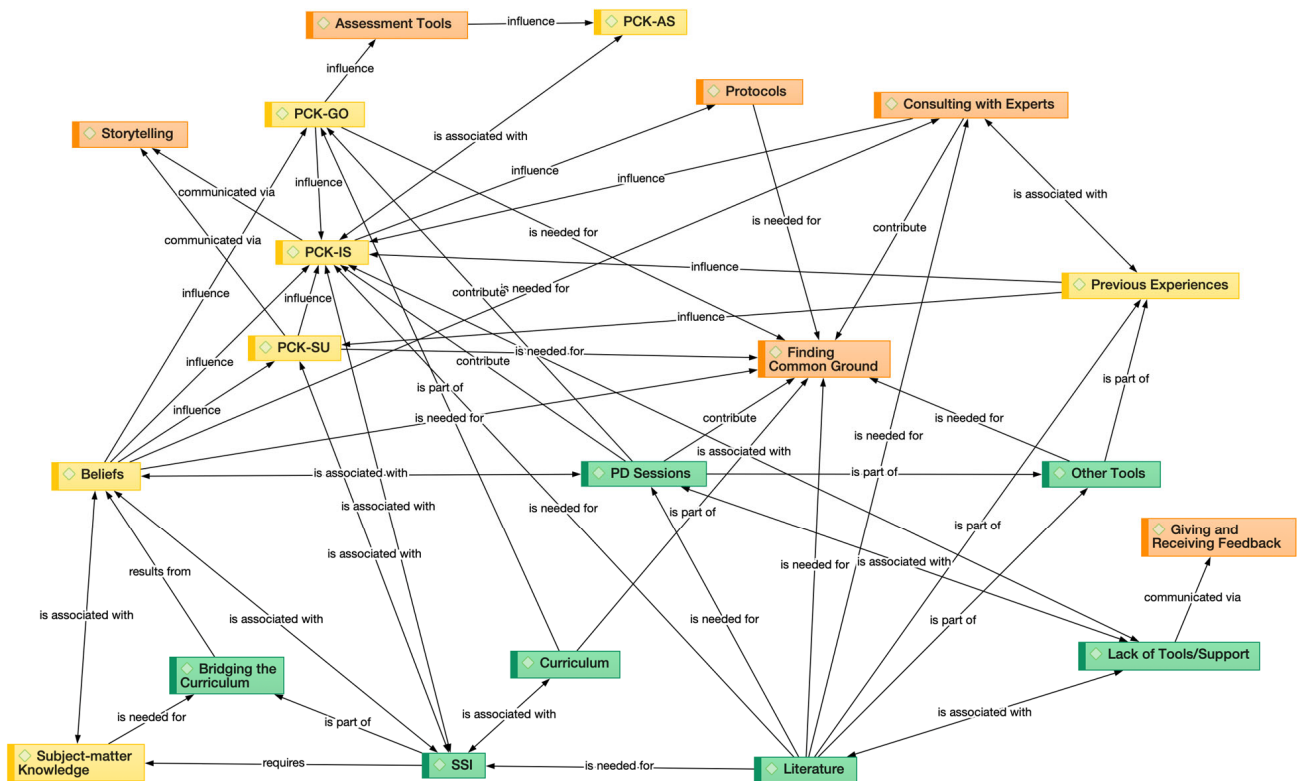 Assessment Tools
influence
PCK-AS
influence
Protocols
Consulting with Experts
PCK-GO
Storytelling
is associated with
influence
influence
communicated via
influence
is associated with
is needed for
contribute
is needed for
communicated via
PCK-IS
influence
Previous Experiences
influence
contribute
is needed for
influence
influence
PCK-SU
is needed for
Finding
Common Ground
influence
contribute
is part of
is part of
influence
is needed for
contribute
is needed for
is needed for
is associated with
Beliefs
is associated with
PD Sessions
is part of
Other Tools
is associated with
is needed for
is part of
is part of
Giving and
Receiving Feedback
is associated with
is needed for
is associated with
results from
communicated via
is associated with
is associated with
is needed for
is part of
Bridging the
Curriculum
Curriculum
Lack of Tools/Support
is needed for
is part of
is associated with
is associated with
Subject-matter
Knowledge
requires
SSI
is needed for
Literature